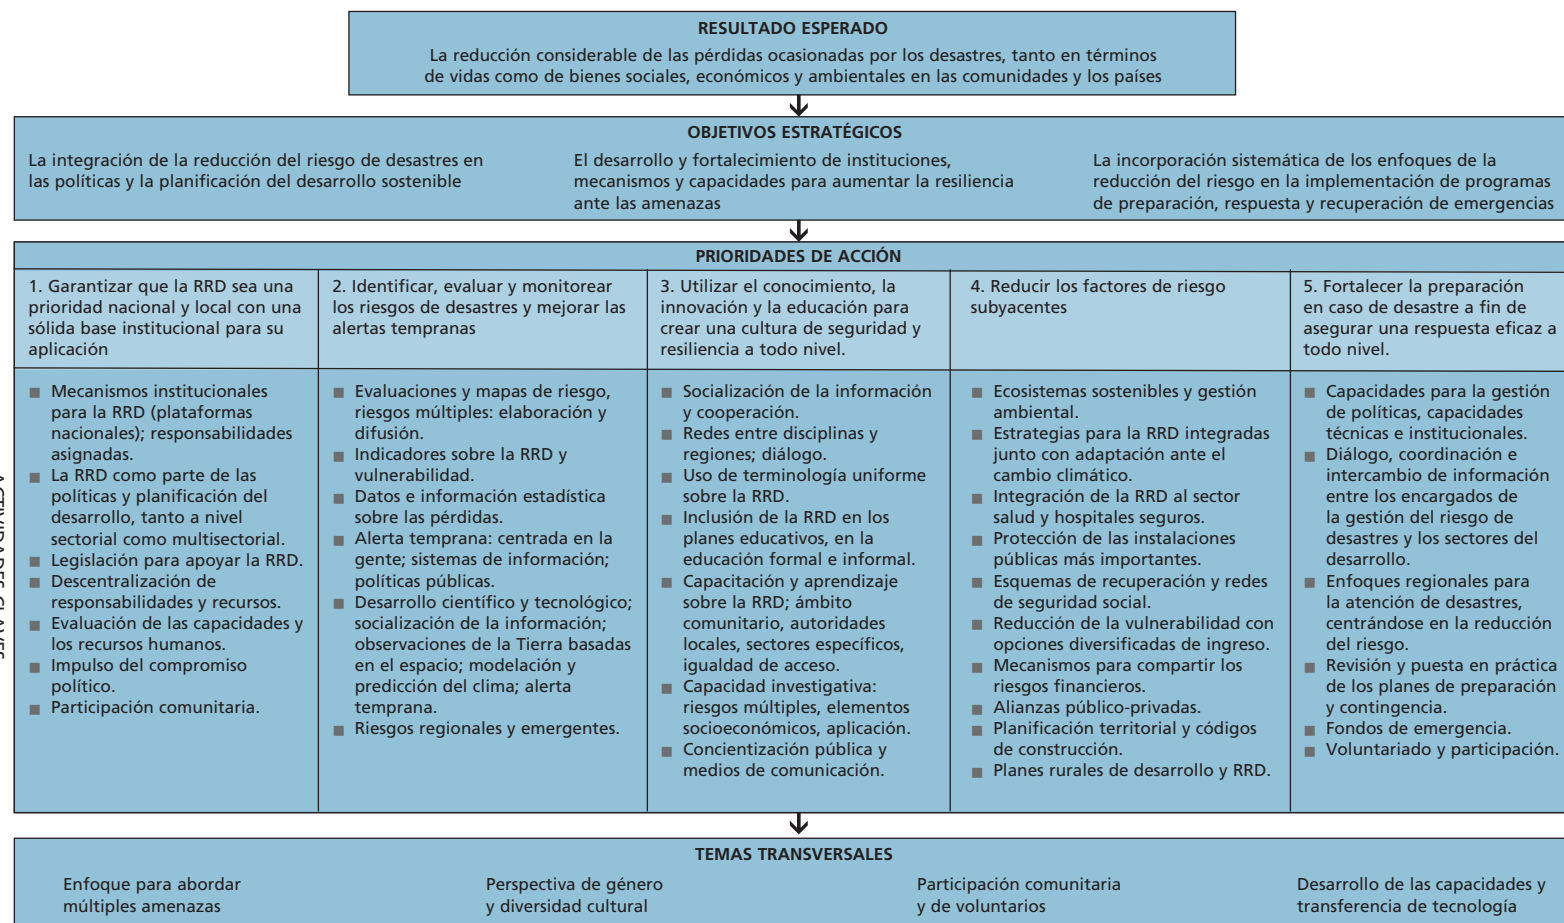 RESULTADO ESPERADO
La reducción considerable de las pérdidas ocasionadas por los desastres, tanto en términos
de vidas como de bienes sociales, económicos y ambientales en las comunidades y los países
OBJETIVOS ESTRATÉGICOS
La integración de la reducción del riesgo de desastres en
las políticas y la planificación del desarrollo sostenible
El desarrollo y fortalecimiento de instituciones,
mecanismos y capacidades para aumentar la resiliencia
ante las amenazas
La incorporación sistemática de los enfoques de la
reducción del riesgo en la implementación de programas
de preparación, respuesta y recuperación de emergencias
PRIORIDADES DE ACCIÓN
1. Garantizar que la RRD sea una
prioridad nacional y local con una
sólida base institucional para su
aplicación
2. Identificar, evaluar y monitorear
los riesgos de desastres y mejorar las
alertas tempranas
3. Utilizar el conocimiento, la
innovación y la educación para
crear una cultura de seguridad y
resiliencia a todo nivel.
4. Reducir los factores de riesgo
subyacentes
5. Fortalecer la preparación
en caso de desastre a fin de
asegurar una respuesta eficaz a
todo nivel.
ACTIVIDADES CLAVES
■ Mecanismos institucionales
para la RRD (plataformas
nacionales); responsabilidades
asignadas.
■ La RRD como parte de las
políticas y planificación del
desarrollo, tanto a nivel
sectorial como multisectorial.
■ Legislación para apoyar la RRD.
■ Descentralización de
responsabilidades y recursos.
■ Evaluación de las capacidades y
los recursos humanos.
■ Impulso del compromiso
político.
■ Participación comunitaria.
■ Evaluaciones y mapas de riesgo,
riesgos múltiples: elaboración y
difusión.
■ Indicadores sobre la RRD y
vulnerabilidad.
■ Datos e información estadística
sobre las pérdidas.
■ Alerta temprana: centrada en la
gente; sistemas de información;
políticas públicas.
■ Desarrollo científico y tecnológico;
socialización de la información;
observaciones de la Tierra basadas
en el espacio; modelación y
predicción del clima; alerta
temprana.
■ Riesgos regionales y emergentes.
■ Socialización de la información
y cooperación.
■ Redes entre disciplinas y
regiones; diálogo.
■ Uso de terminología uniforme
sobre la RRD.
■ Inclusión de la RRD en los
planes educativos, en la
educación formal e informal.
■ Capacitación y aprendizaje
sobre la RRD; ámbito
comunitario, autoridades
locales, sectores específicos,
igualdad de acceso.
■ Capacidad investigativa:
riesgos múltiples, elementos
socioeconómicos, aplicación.
■ Concientización pública y
medios de comunicación.
■ Ecosistemas sostenibles y gestión
ambiental.
■ Estrategias para la RRD integradas
junto con adaptación ante el
cambio climático.
■ Integración de la RRD al sector
salud y hospitales seguros.
■ Protección de las instalaciones
públicas más importantes.
■ Esquemas de recuperación y redes
de seguridad social.
■ Reducción de la vulnerabilidad con
opciones diversificadas de ingreso.
■ Mecanismos para compartir los
riesgos financieros.
■ Alianzas público-privadas.
■ Planificación territorial y códigos
de construcción.
■ Planes rurales de desarrollo y RRD.
■ Capacidades para la gestión
de políticas, capacidades
técnicas e institucionales.
■ Diálogo, coordinación e
intercambio de información
entre los encargados de
la gestión del riesgo de
desastres y los sectores del
desarrollo.
■ Enfoques regionales para
la atención de desastres,
centrándose en la reducción
del riesgo.
■ Revisión y puesta en práctica
de los planes de preparación
y contingencia.
■ Fondos de emergencia.
■ Voluntariado y participación.
TEMAS TRANSVERSALES
Enfoque para abordar
múltiples amenazas
Perspectiva de género
y diversidad cultural
Participación comunitaria
y de voluntarios
Desarrollo de las capacidades y
transferencia de tecnología